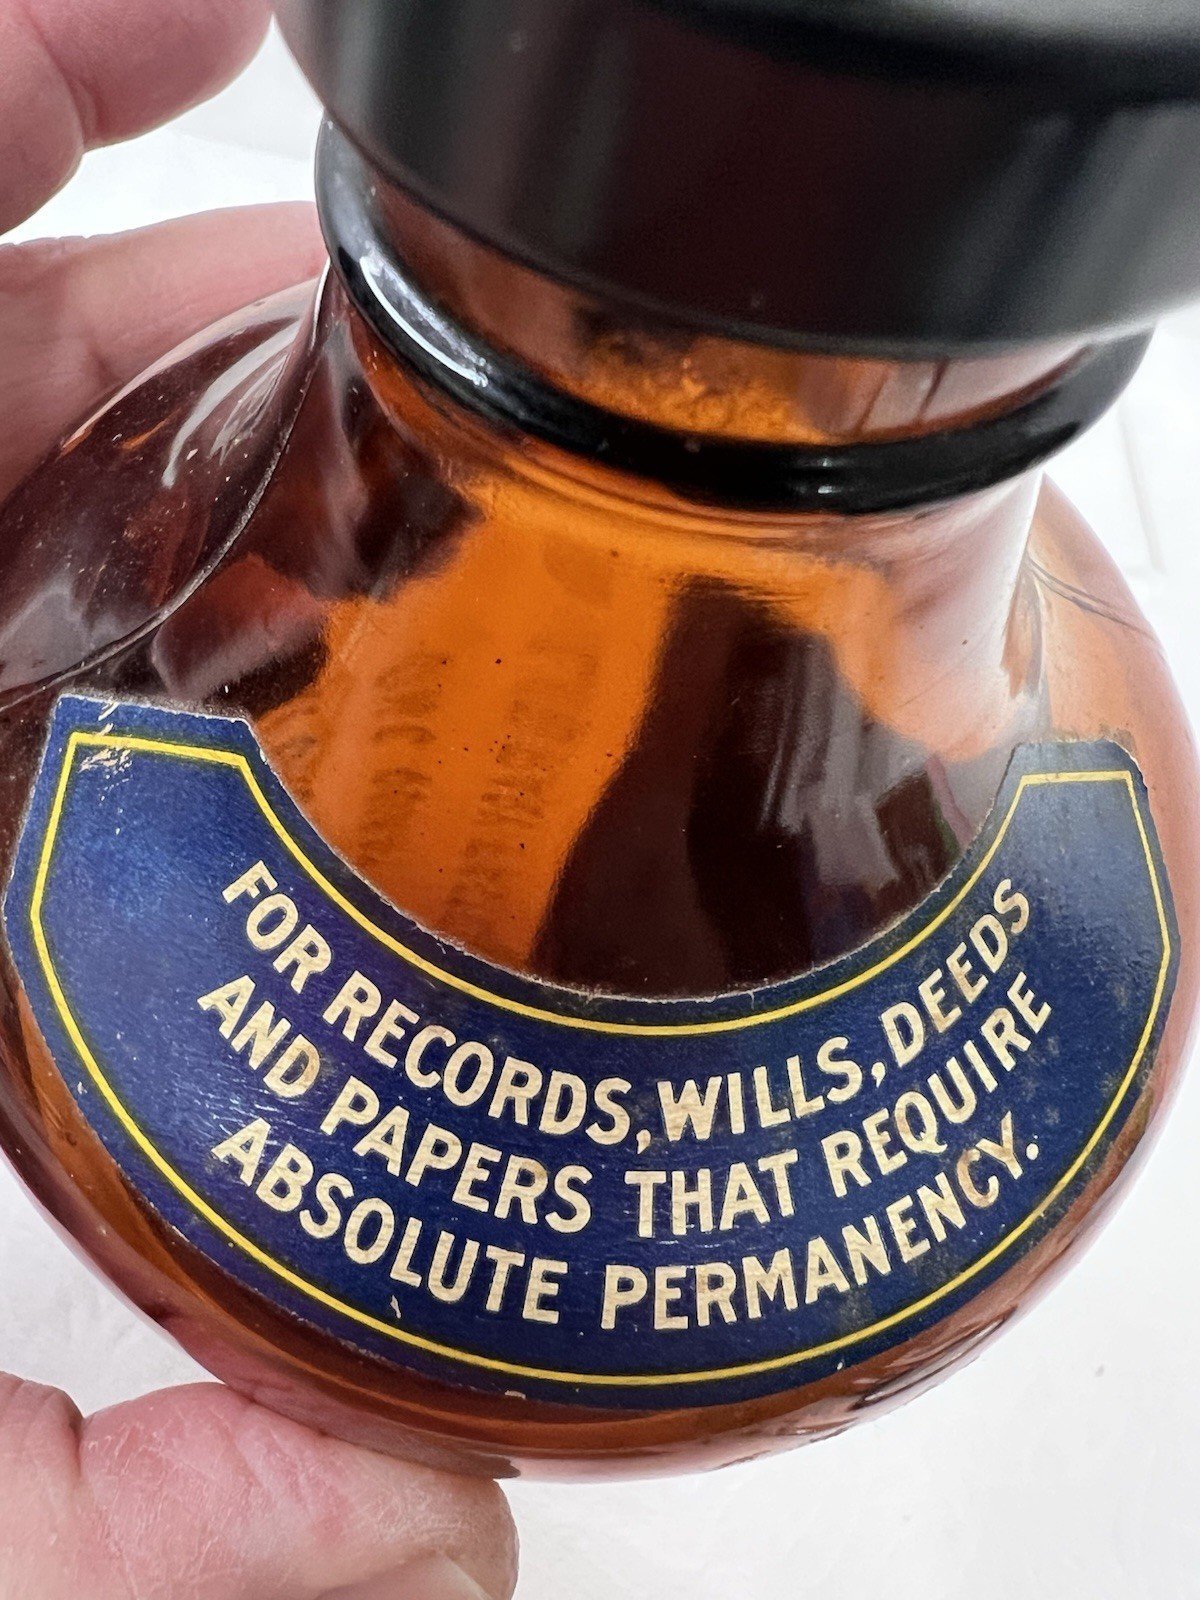 FOR RECORDS, WILLS, DEEDS
AND PAPERS THAT REQUIRE
ABSOLUTE PERMANENCY.